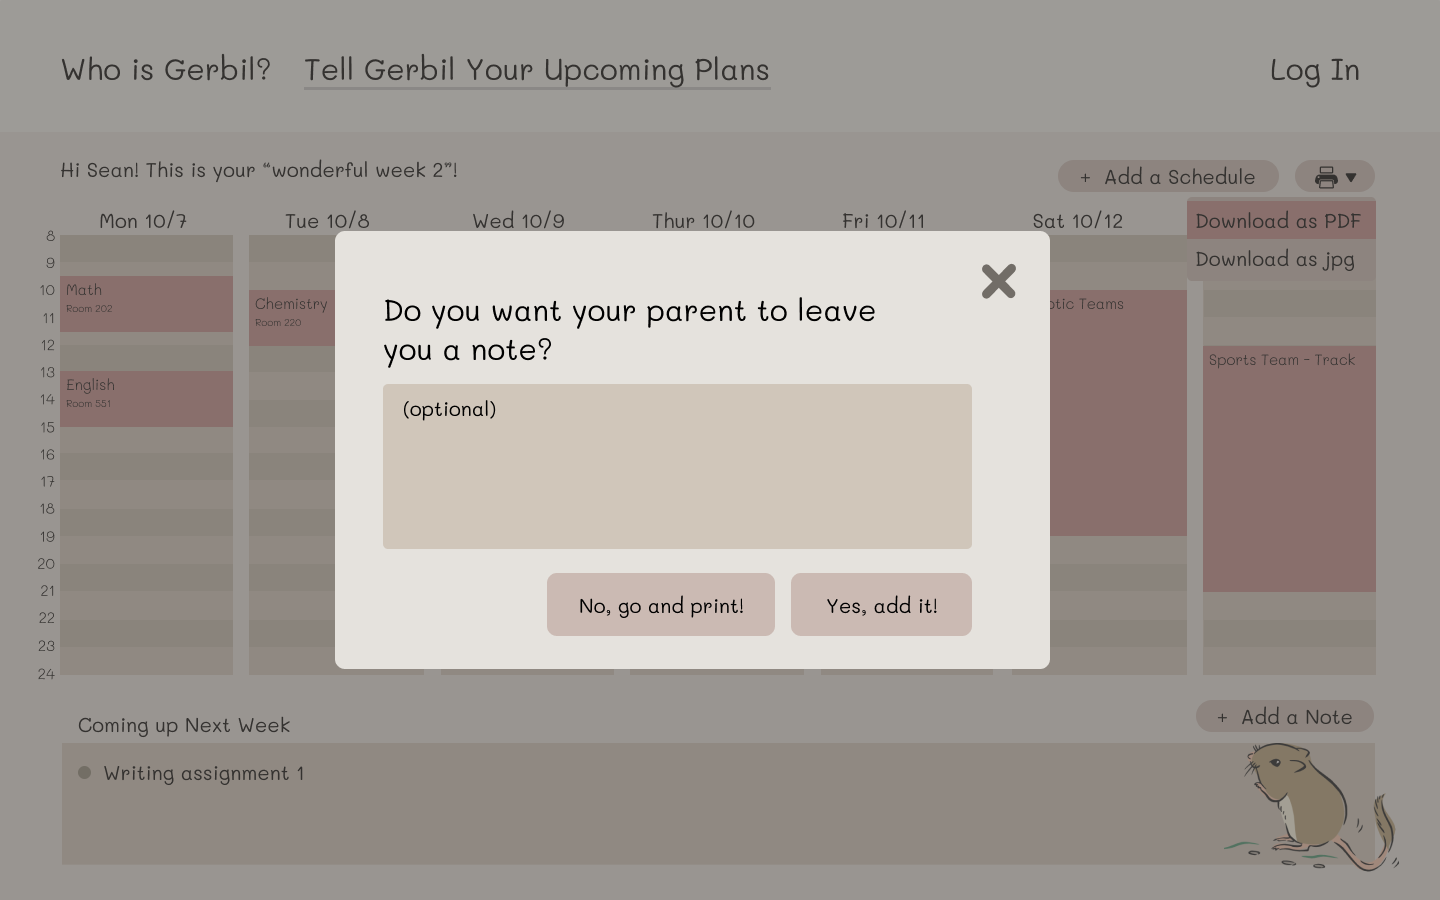 Who is Gerbil? Tell Gerbil Your Upcoming Plans Log In
Hi Sean! This is your “wonderful week 2”!
+ Add a Schedule
Mon 10/7 Tue 10/8 Wed 10/9 Thur 10/10 Fri 10/11 Sat 10/12
Download as PDF
Download as jpg
8
9
10
11
12
13
14
15
16
17
18
19
20
21
22
23
24
Math
Room 202
English
Room 551
Chemistry
Room 220
Teams
Sports Team - Track
Do you want your parent to leave
you a note?
(optional)
No, go and print! Yes, add it!
Coming up Next Week
+ Add a Note
Writing assignment 1